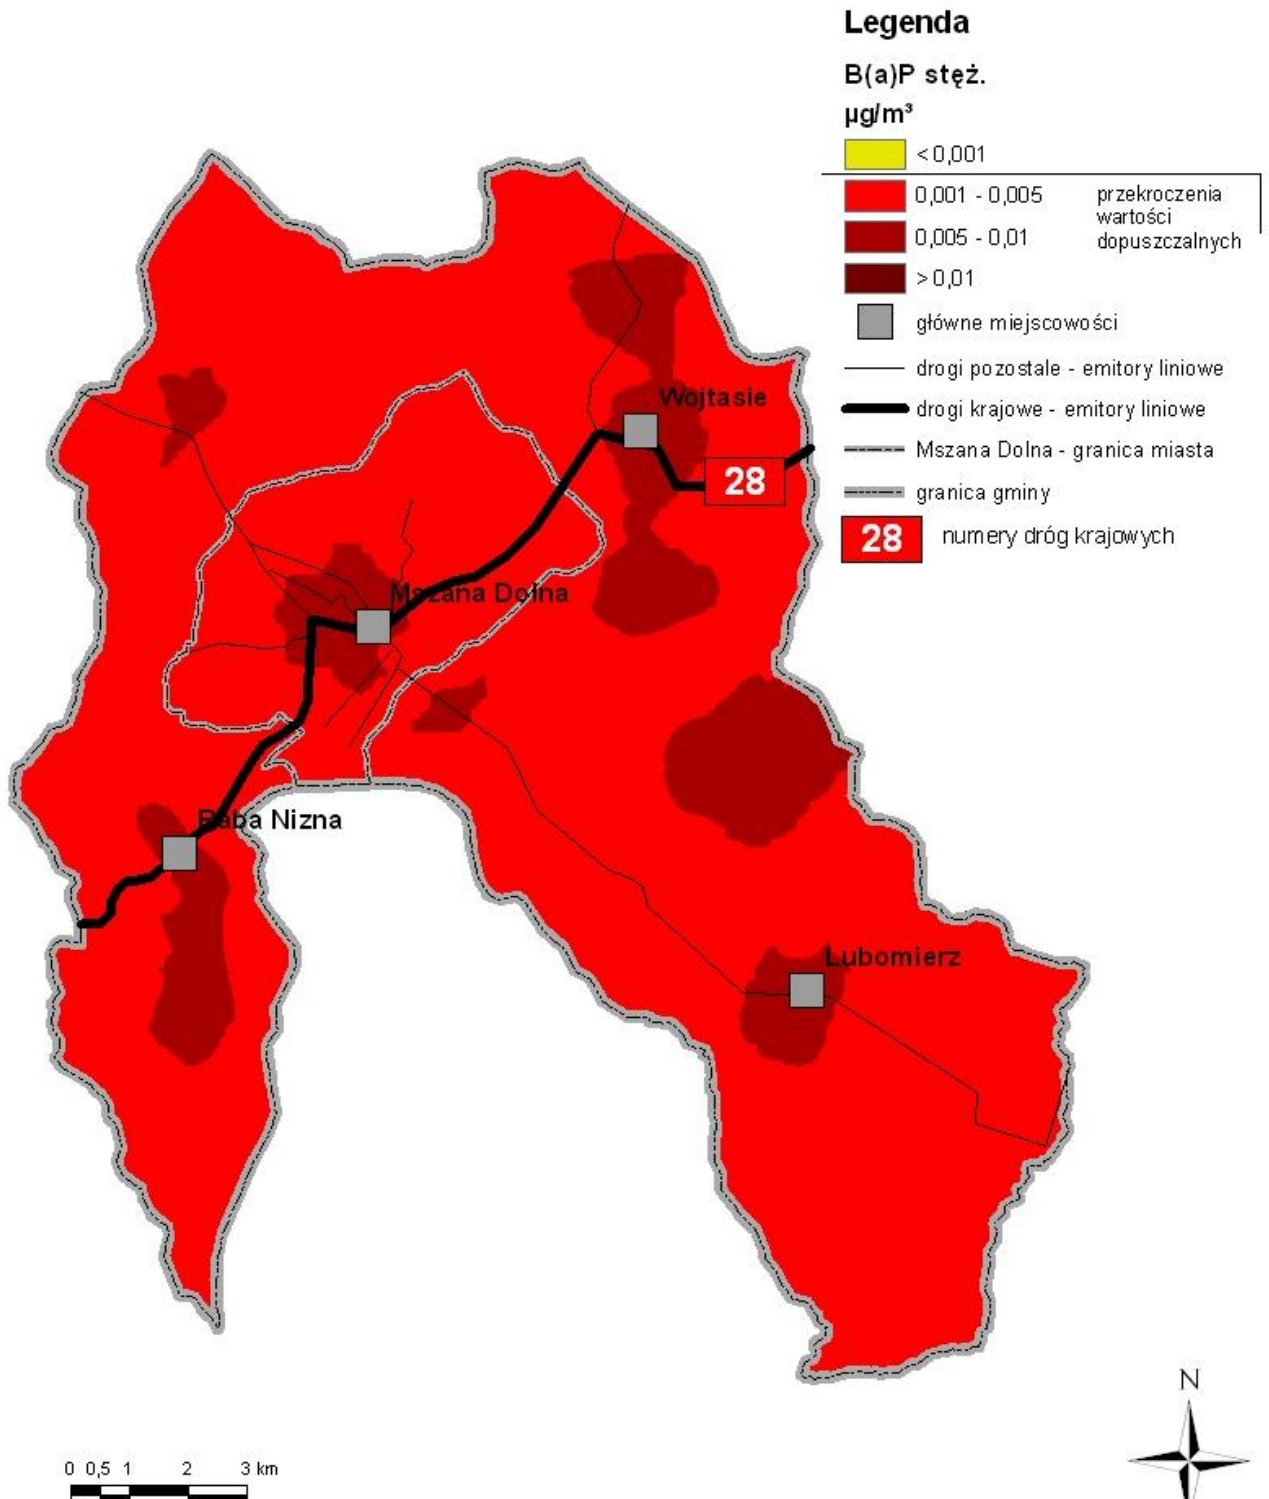 Legenda
B(a)P stęż.
µg/m³
< 0,001
0,001 - 0,005
przekroczenia
wartości
dopuszczalnych
0,005 - 0,01
> 0,01
główne miejscowości
drogi pozostałe - emitory liniowe
drogi krajowe - emitory liniowe
Mszana Dolna - granica miasta
granica gminy
28 numery dróg krajowych
Wojtasie
28
Mszana Dolna
Raba Nizna
Lubomierz
N
0 0,5 1 2 3 km